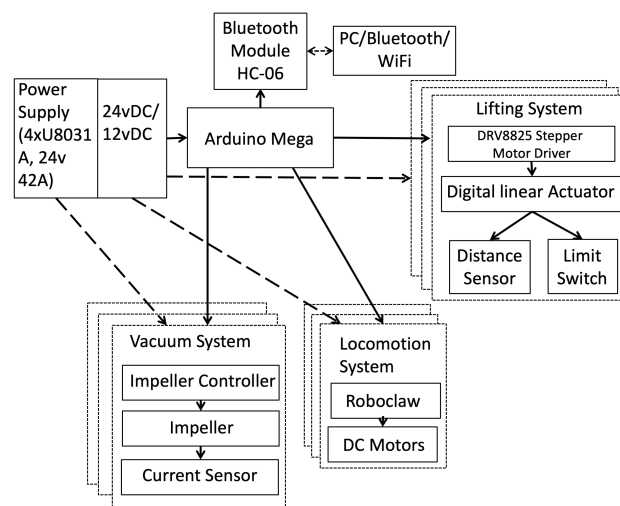 Bluetooth
Module
HC-06
PC/Bluetooth/
WiFi
Power
Supply
(4xU8031
A, 24v
42A)
24vDC/
12vDC
Arduino Mega
Lifting System
DRV8825 Stepper
Motor Driver
Digital linear Actuator
Distance
Sensor
Limit
Switch
Vacuum System
Impeller Controller
Impeller
Current Sensor
Locomotion
System
Roboclaw
DC Motors